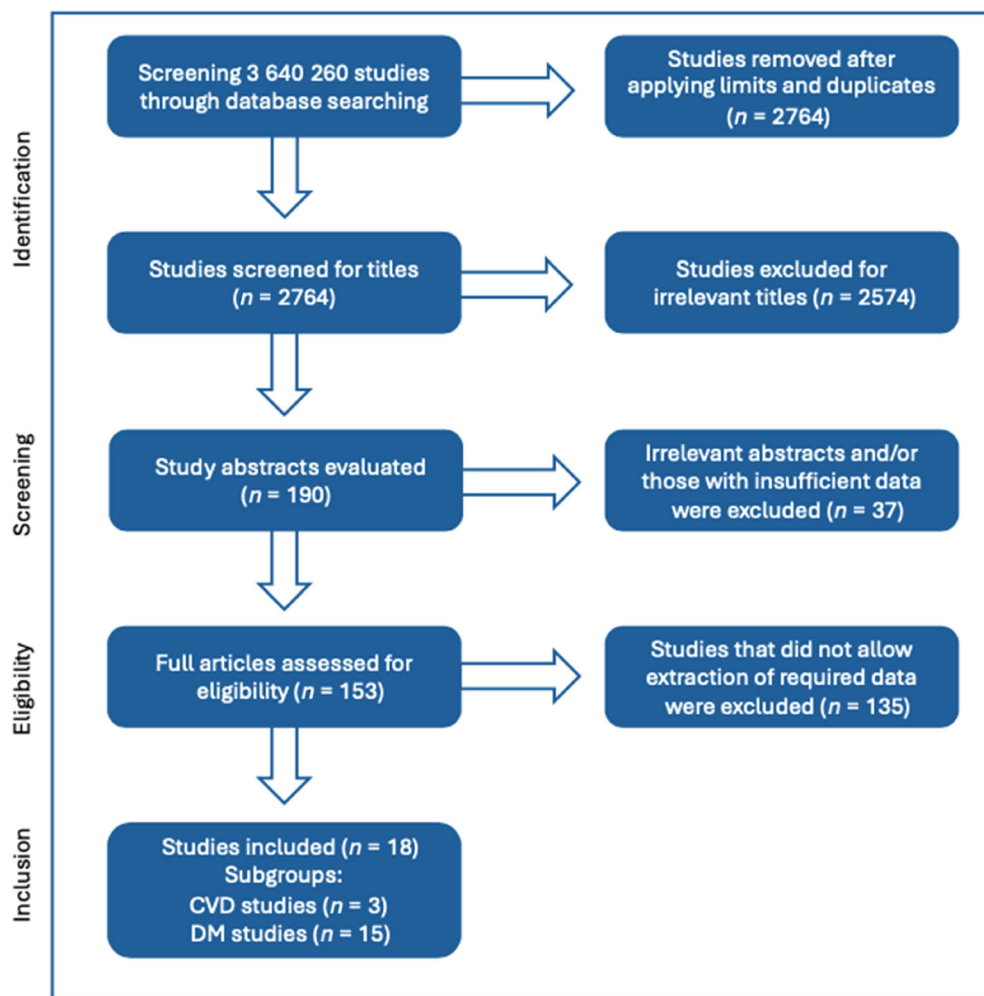 Identification
Screening 3 640 260 studies
through database searching
Studies removed after
applying limits and duplicates
(n = 2764)
Studies screened for titles
(n = 2764)
Studies excluded for
irrelevant titles (n = 2574)
Screening
Study abstracts evaluated
(n = 190)
Irrelevant abstracts and/or
those with insufficient data
were excluded (n = 37)
Eligibility
Full articles assessed for
eligibility (n = 153)
Studies that did not allow
extraction of required data
were excluded (n = 135)
Inclusion
Studies included (n = 18)
Subgroups:
CVD studies (n = 3)
DM studies (n = 15)